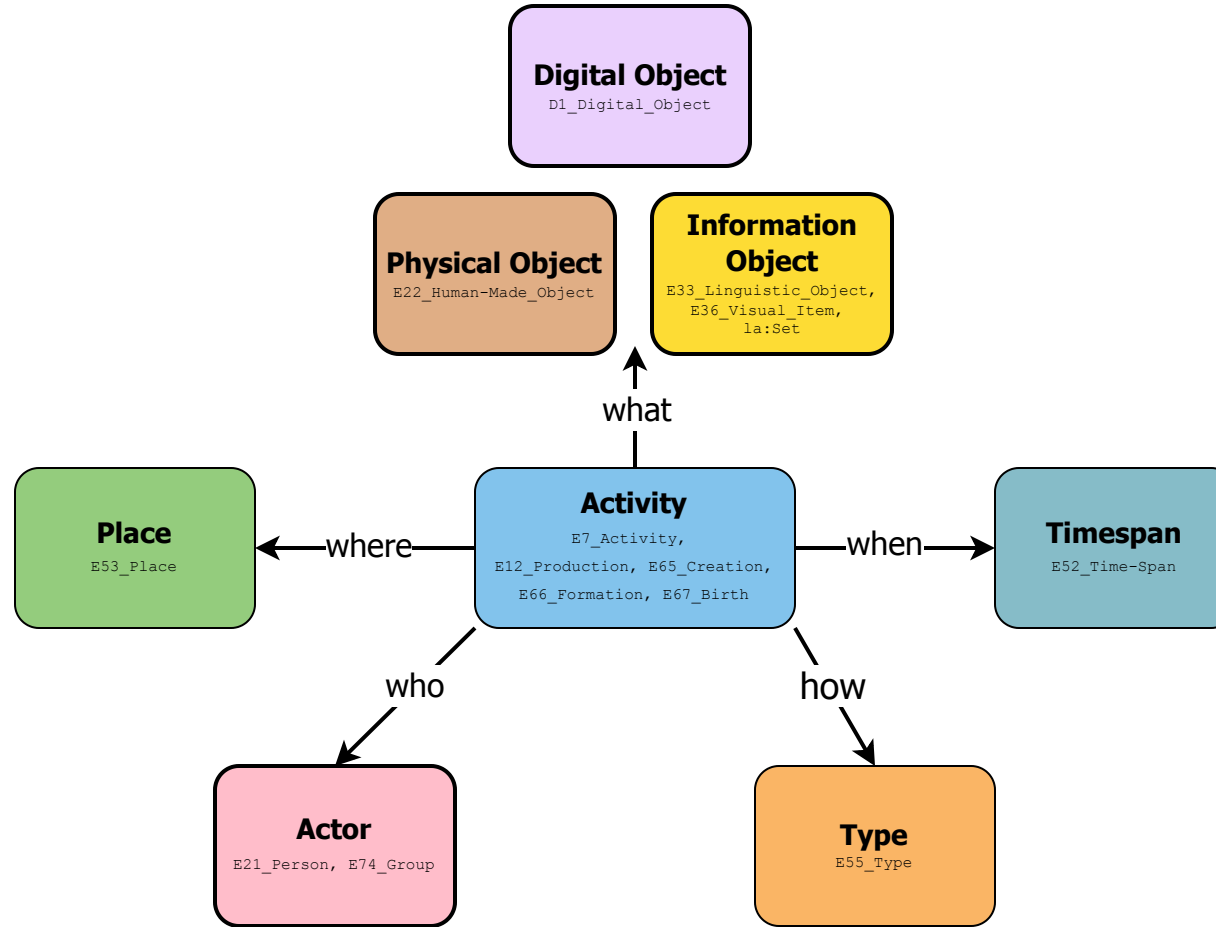 Digital Object
D1_Digital_Object
Physical Object
E22_Human-Made_Object
Information
Object
E33_Linguistic_Object,
E36_Visual_Item,
la:Set
what
Place
E53_Place
where
Activity
E7_Activity,
E12_Production, E65_Creation,
E66_Formation, E67_Birth
when
Timespan
E52_Time-Span
who
how
Actor
E21_Person, E74_Group
Type
E55_Type